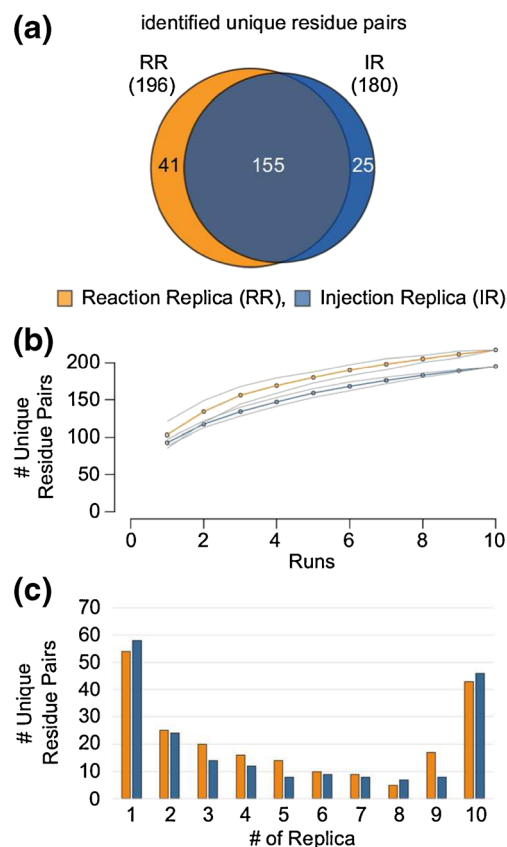 (a)
identified unique residue pairs
RR
(196)
IR
(180)
41
155
25
Reaction Replica (RR), Injection Replica (IR)
(b)
# Unique
Residue Pairs
200
150
100
50
0
0 2 4 6 8 10
Runs
(c)
# Unique
Residue Pairs
70
60
50
40
30
20
10
0
1 2 3 4 5 6 7 8 9 10
# of Replica